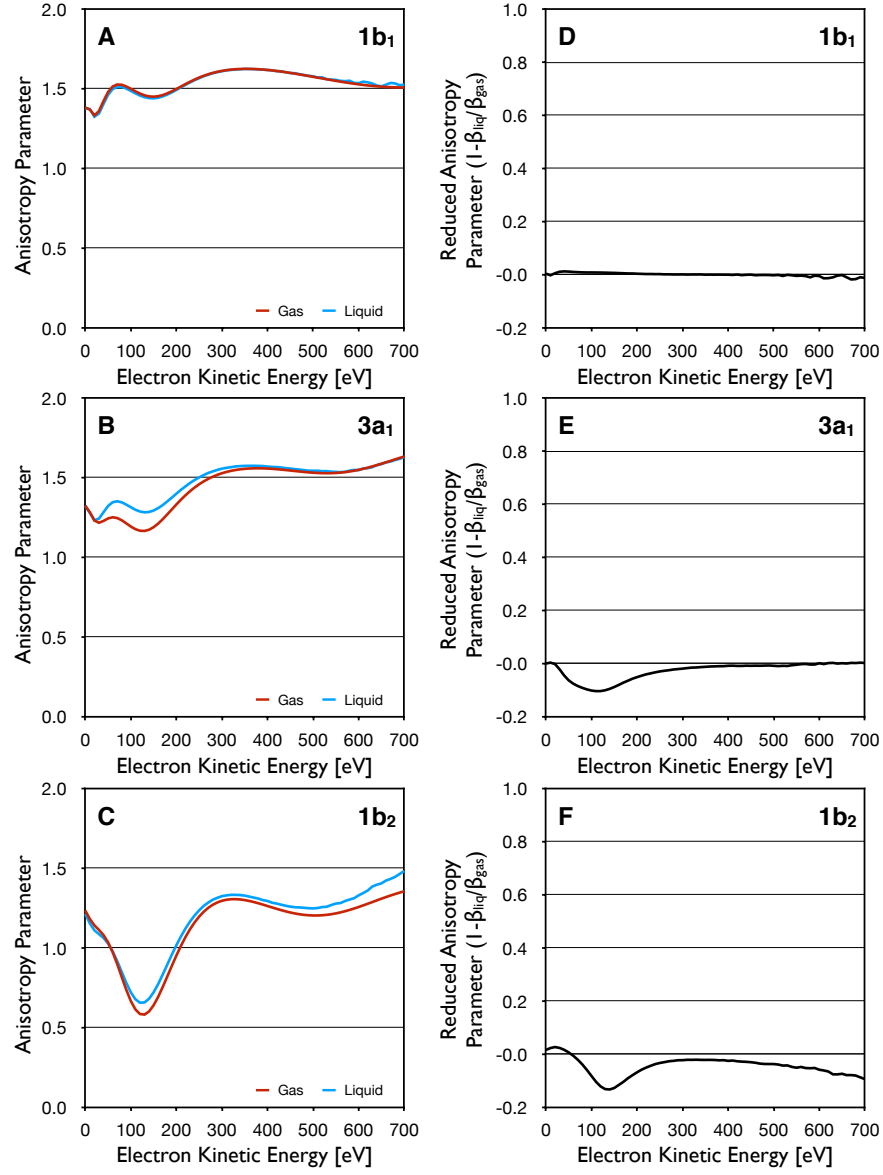 A 1b₁
2.0
1.5
1.0
0.5
0.0
Anisotropy Parameter
Gas Liquid
0 100 200 300 400 500 600 700
Electron Kinetic Energy [eV]
D 1b₁
1.0
0.8
0.6
0.4
0.2
-0.0
-0.2
Reduced Anisotropy
Parameter (1-βliq/βgas)
0 100 200 300 400 500 600 700
Electron Kinetic Energy [eV]
B 3a₁
2.0
1.5
1.0
0.5
0.0
Anisotropy Parameter
Gas Liquid
0 100 200 300 400 500 600 700
Electron Kinetic Energy [eV]
E 3a₁
1.0
0.8
0.6
0.4
0.2
-0.0
-0.2
Reduced Anisotropy
Parameter (1-βliq/βgas)
0 100 200 300 400 500 600 700
Electron Kinetic Energy [eV]
C 1b₂
2.0
1.5
1.0
0.5
0.0
Anisotropy Parameter
Gas Liquid
0 100 200 300 400 500 600 700
Electron Kinetic Energy [eV]
F 1b₂
1.0
0.8
0.6
0.4
0.2
-0.0
-0.2
Reduced Anisotropy
Parameter (1-βliq/βgas)
0 100 200 300 400 500 600 700
Electron Kinetic Energy [eV]